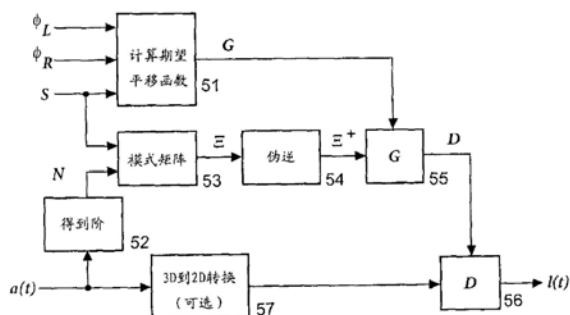 ϕL
ϕR
S
计算期望
平移函数
51
G
N
模式矩阵
53
Ξ
伪逆
54
Ξ+
G
55
D
得到阶
52
a(t)
3D到2D转换
(可选)
57
D
56
l(t)